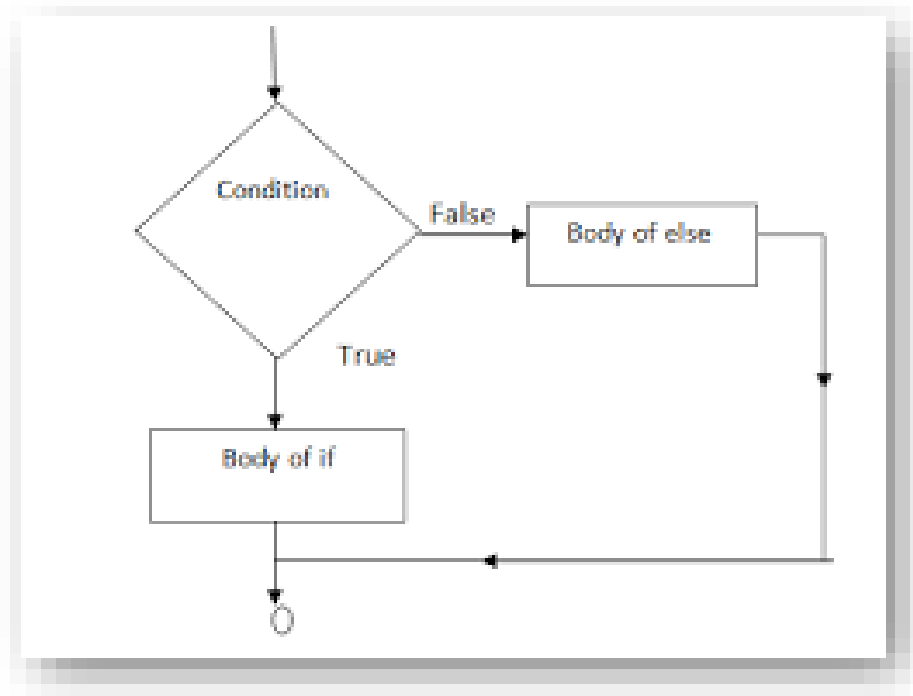 Condition
False
Body of else
True
Body of if